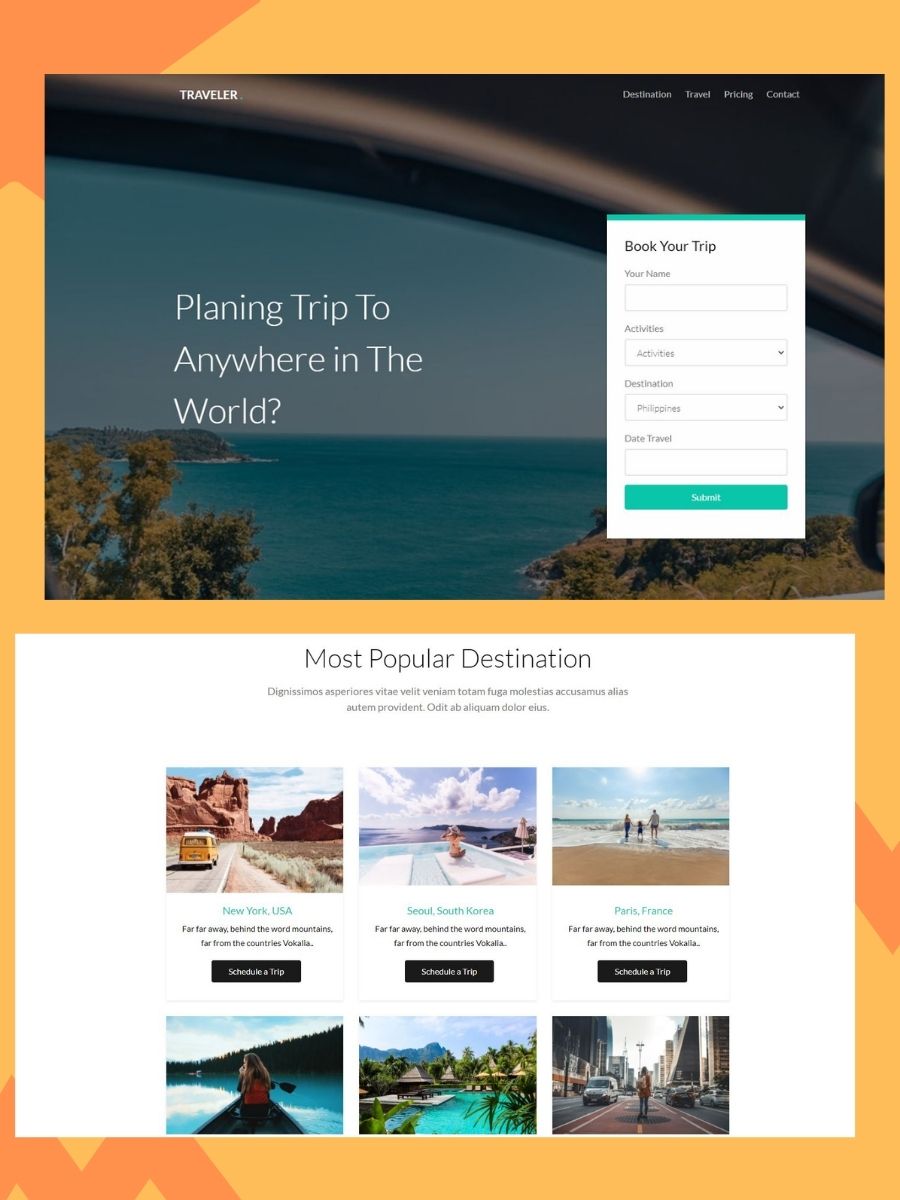 TRAVELER.
Destination Travel Pricing Contact
Planing Trip To
Anywhere in The
World?
Book Your Trip
Your Name
Activities
Activities
Destination
Philippines
Date Travel
Submit
Most Popular Destination
Dignissimos asperiores vitae velit veniam totam fuga molestias accusamus alias
autem provident. Odit ab aliquam dolor eius.
New York, USA
Far far away, behind the word mountains,
far from the countries Vokalia..
Schedule a Trip
Seoul, South Korea
Far far away, behind the word mountains,
far from the countries Vokalia..
Schedule a Trip
Paris, France
Far far away, behind the word mountains,
far from the countries Vokalia..
Schedule a Trip